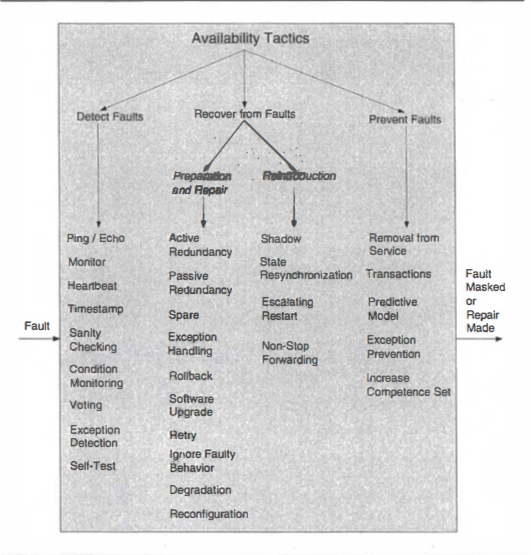 Availability Tactics
Detect Faults
Recover from Faults
Prevent Faults
Preparation
and Repair
Reintroduction
Fault
Ping / Echo
Monitor
Heartbeat
Timestamp
Sanity
Checking
Condition
Monitoring
Voting
Exception
Detection
Self-Test
Active
Redundancy
Passive
Redundancy
Spare
Exception
Handling
Rollback
Software
Upgrade
Retry
Ignore Faulty
Behavior
Degradation
Reconfiguration
Shadow
State
Resynchronization
Escalating
Restart
Non-Stop
Forwarding
Removal from
Service
Transactions
Predictive
Model
Exception
Prevention
Increase
Competence Set
Fault
Masked
or
Repair
Made